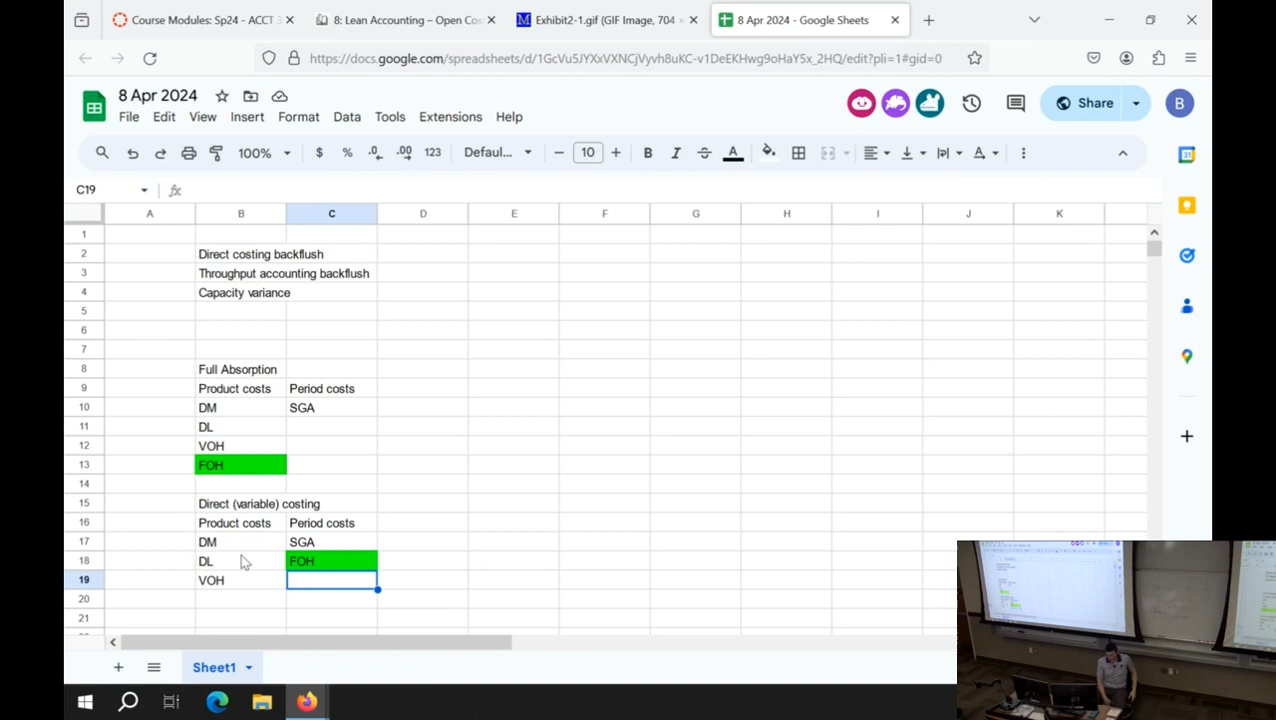 Course Modules: Sp24 - ACCT 3
8: Lean Accounting – Open Cos
Exhibit2-1.gif (GIF Image, 704 ×
8 Apr 2024 - Google Sheets
https://docs.google.com/spreadsheets/d/1GcVu5JYXxVXNCjVyvh8uKC-v1DeEKHwg9oHaY5x_2HQ/edit?pli=1#gid=0
8 Apr 2024
Share
B
File Edit View Insert Format Data Tools Extensions Help
100% $ % .0 .00 123 Defaul... − 10 + B I A
31
C19 fx
A B C D E F G H I J K
1
2 Direct costing backflush
3 Throughput accounting backflush
4 Capacity variance
5
6
7
8 Full Absorption
9 Product costs Period costs
10 DM SGA
11 DL
12 VOH
13 FOH
14
15 Direct (variable) costing
16 Product costs Period costs
17 DM SGA
18 DL FOH
19 VOH
20
21
Sheet1